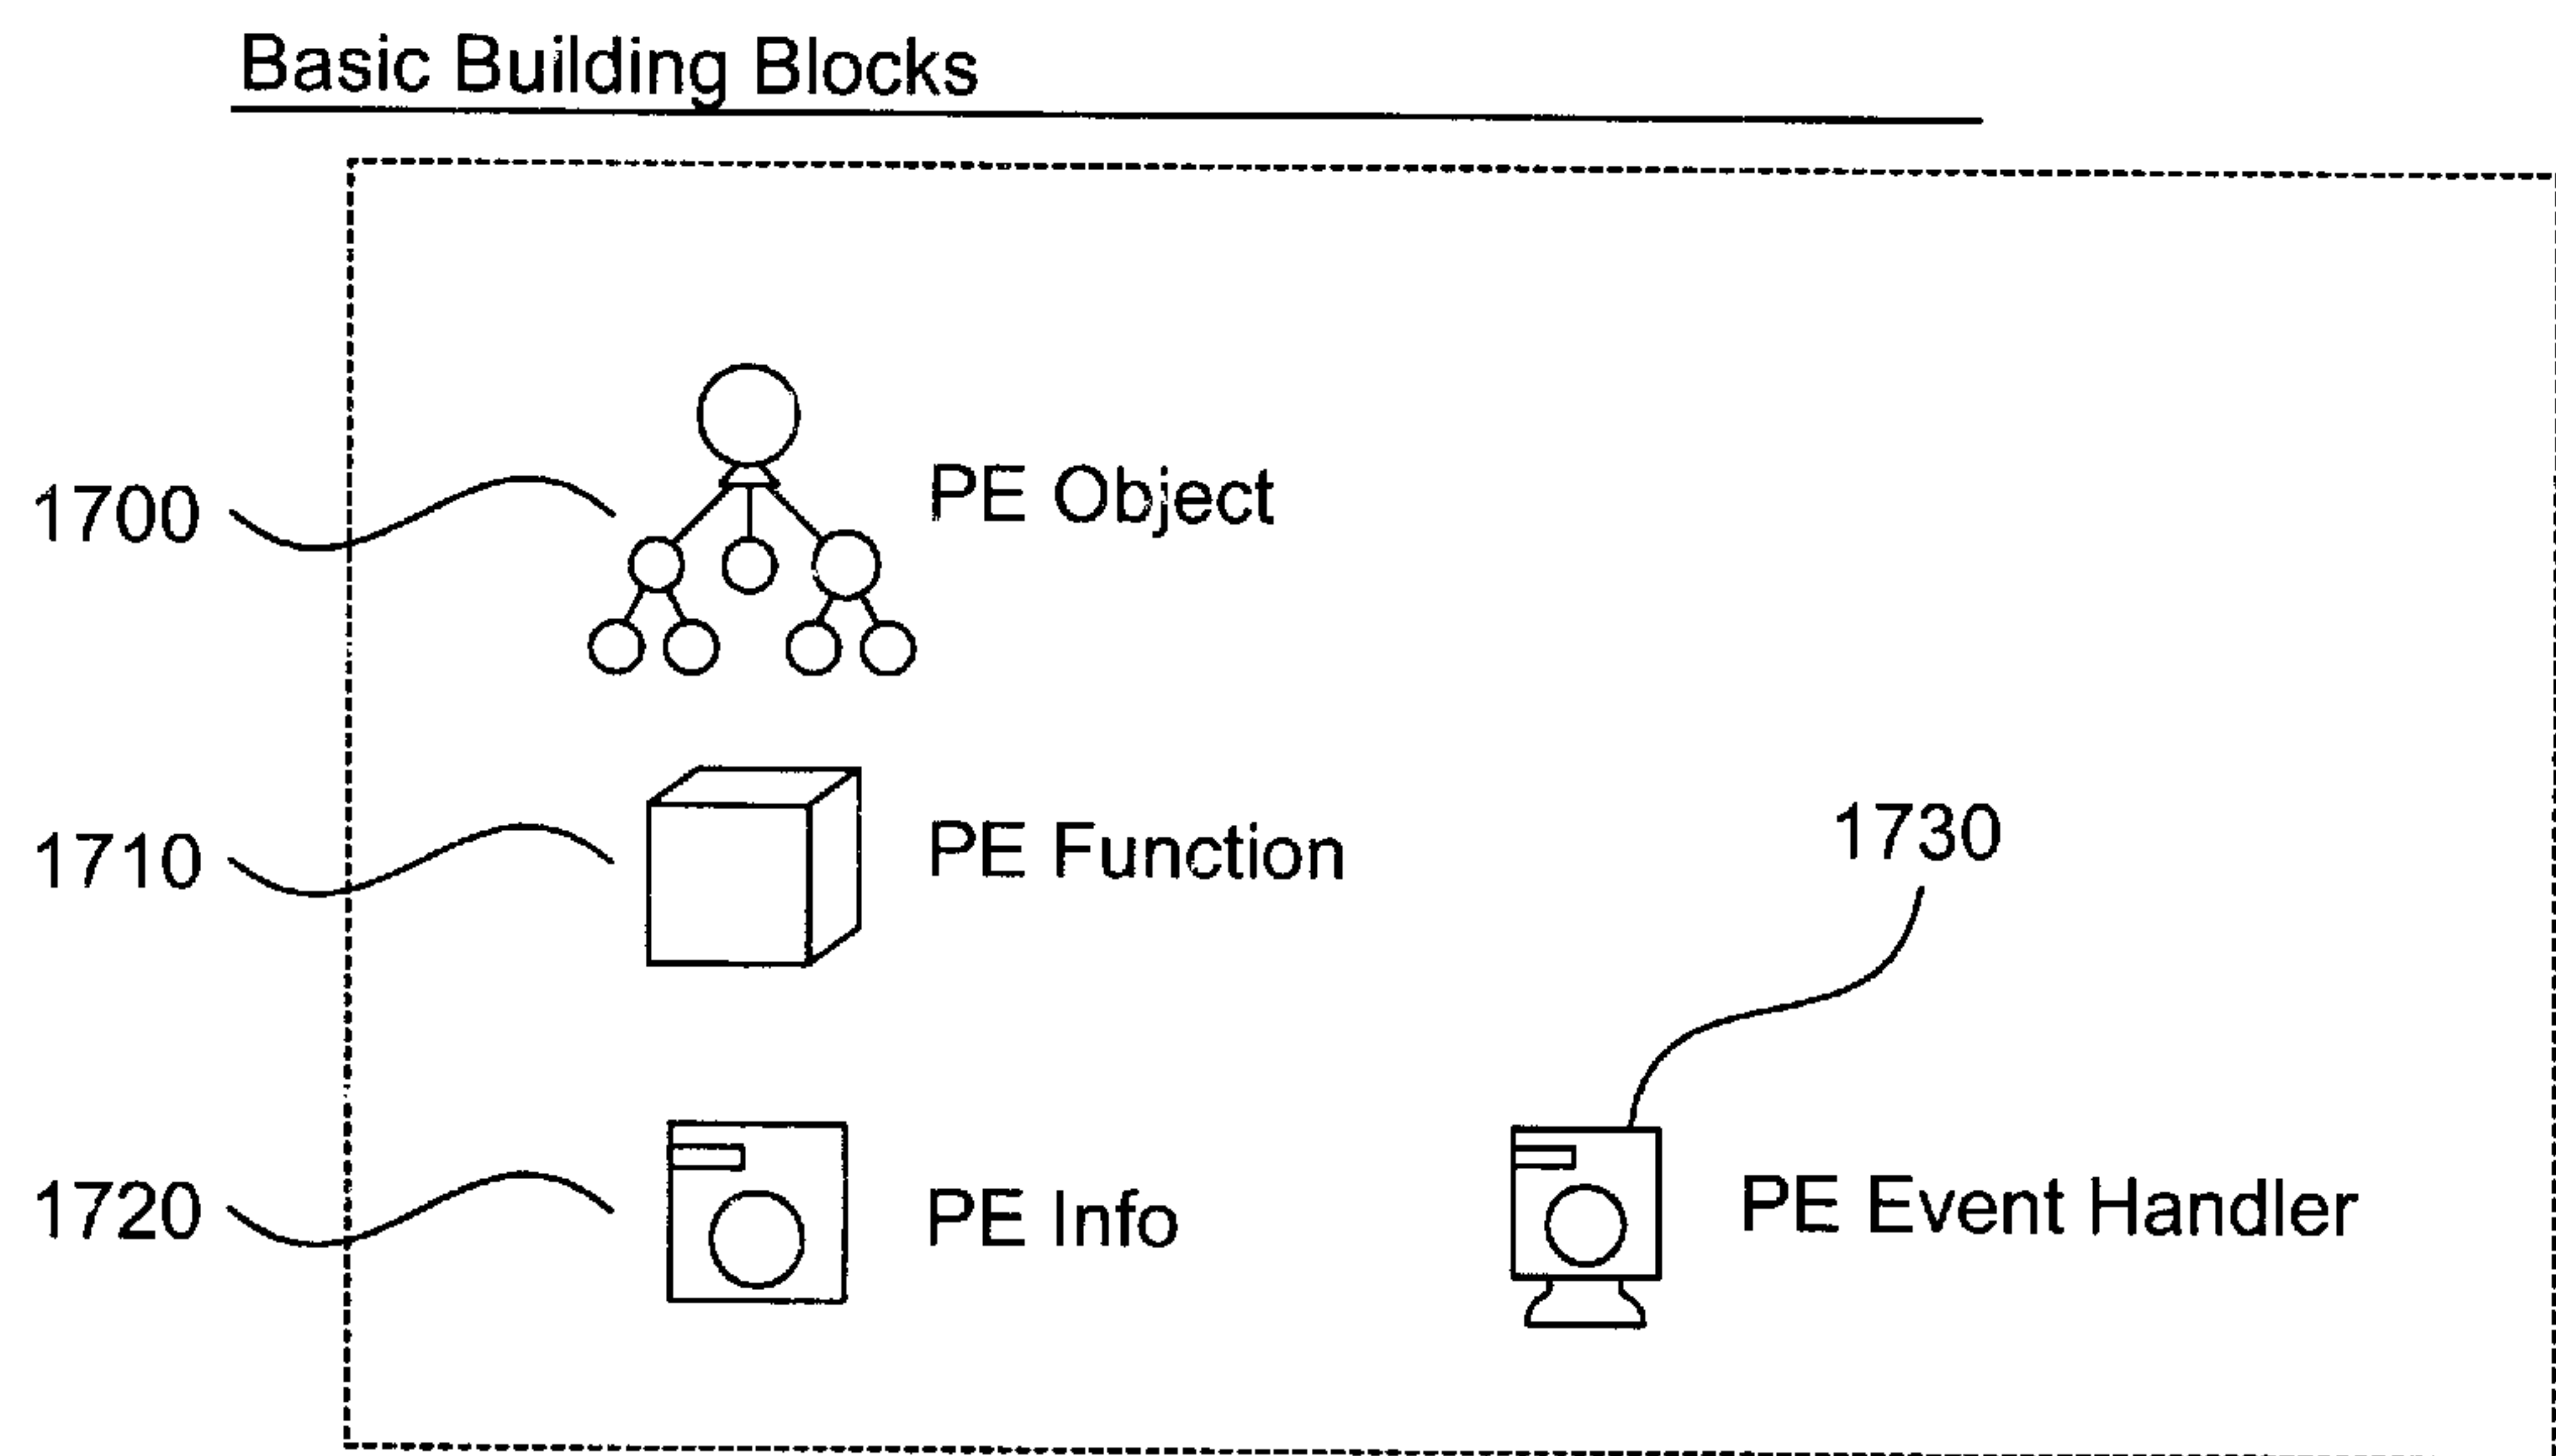 Basic Building Blocks
1700 PE Object
1710 PE Function
1730
1720 PE Info PE Event Handler